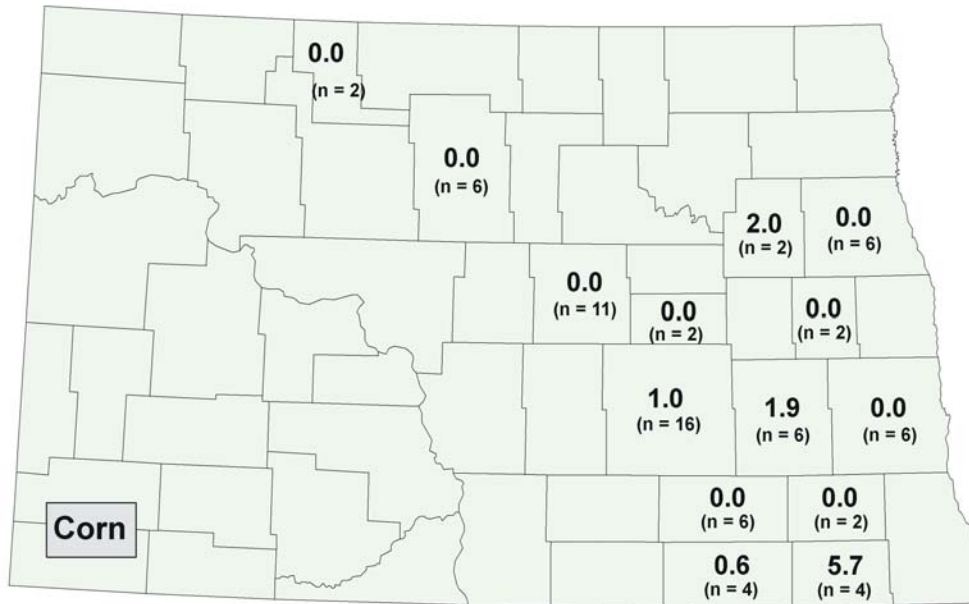 0.0
(n = 2)
0.0
(n = 6)
2.0
(n = 2)
0.0
(n = 6)
0.0
(n = 11)
0.0
(n = 2)
0.0
(n = 2)
1.0
(n = 16)
1.9
(n = 6)
0.0
(n = 6)
0.0
(n = 6)
0.0
(n = 2)
Corn
0.6
(n = 4)
5.7
(n = 4)